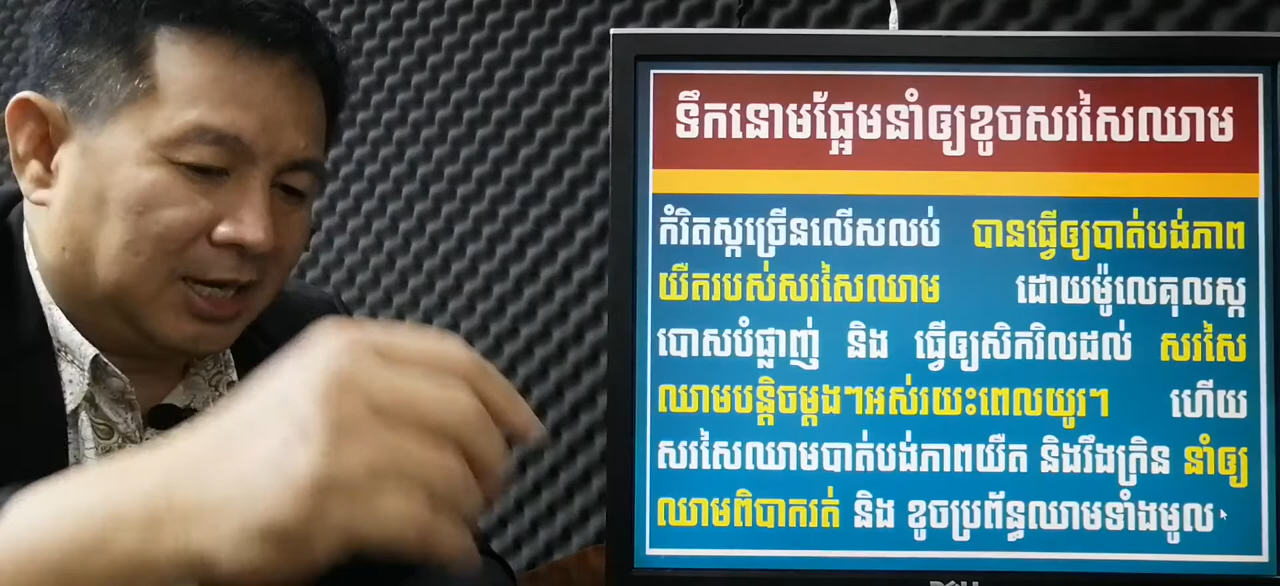 ទឹកនោមផ្អែមនាំឲ្យខូចសរសៃឈាម
កំរិតស្ករច្រើនលើសលប់ បានធ្វើឲ្យបាត់បង់ភាព
យឺតរបស់សរសៃឈាម ដោយម៉ូលេគុលស្ករ
បោសបំផ្លាញ់ និង ធ្វើឲ្យសិករិលដល់ សរសៃ
ឈាមបន្តិចម្តងៗអស់រយះពេលយូរៗ ហើយ
សរសៃឈាមបាត់បង់ភាពយឺត និងរឹងក្រិន នាំឲ្យ
ឈាមពិបាករត់ និង ខូចប្រព័ន្ធឈាមទាំងមូល